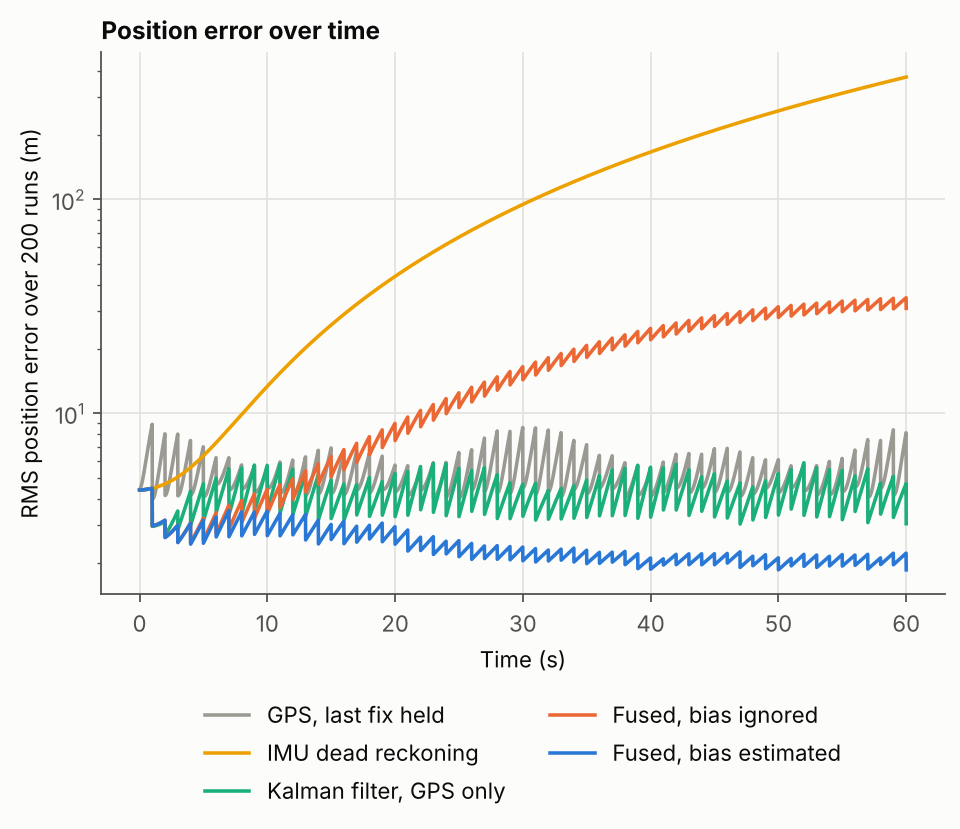 Position error over time
RMS position error over 200 runs (m)
10²
10¹
0 10 20 30 40 50 60
Time (s)
GPS, last fix held
IMU dead reckoning
Kalman filter, GPS only
Fused, bias ignored
Fused, bias estimated